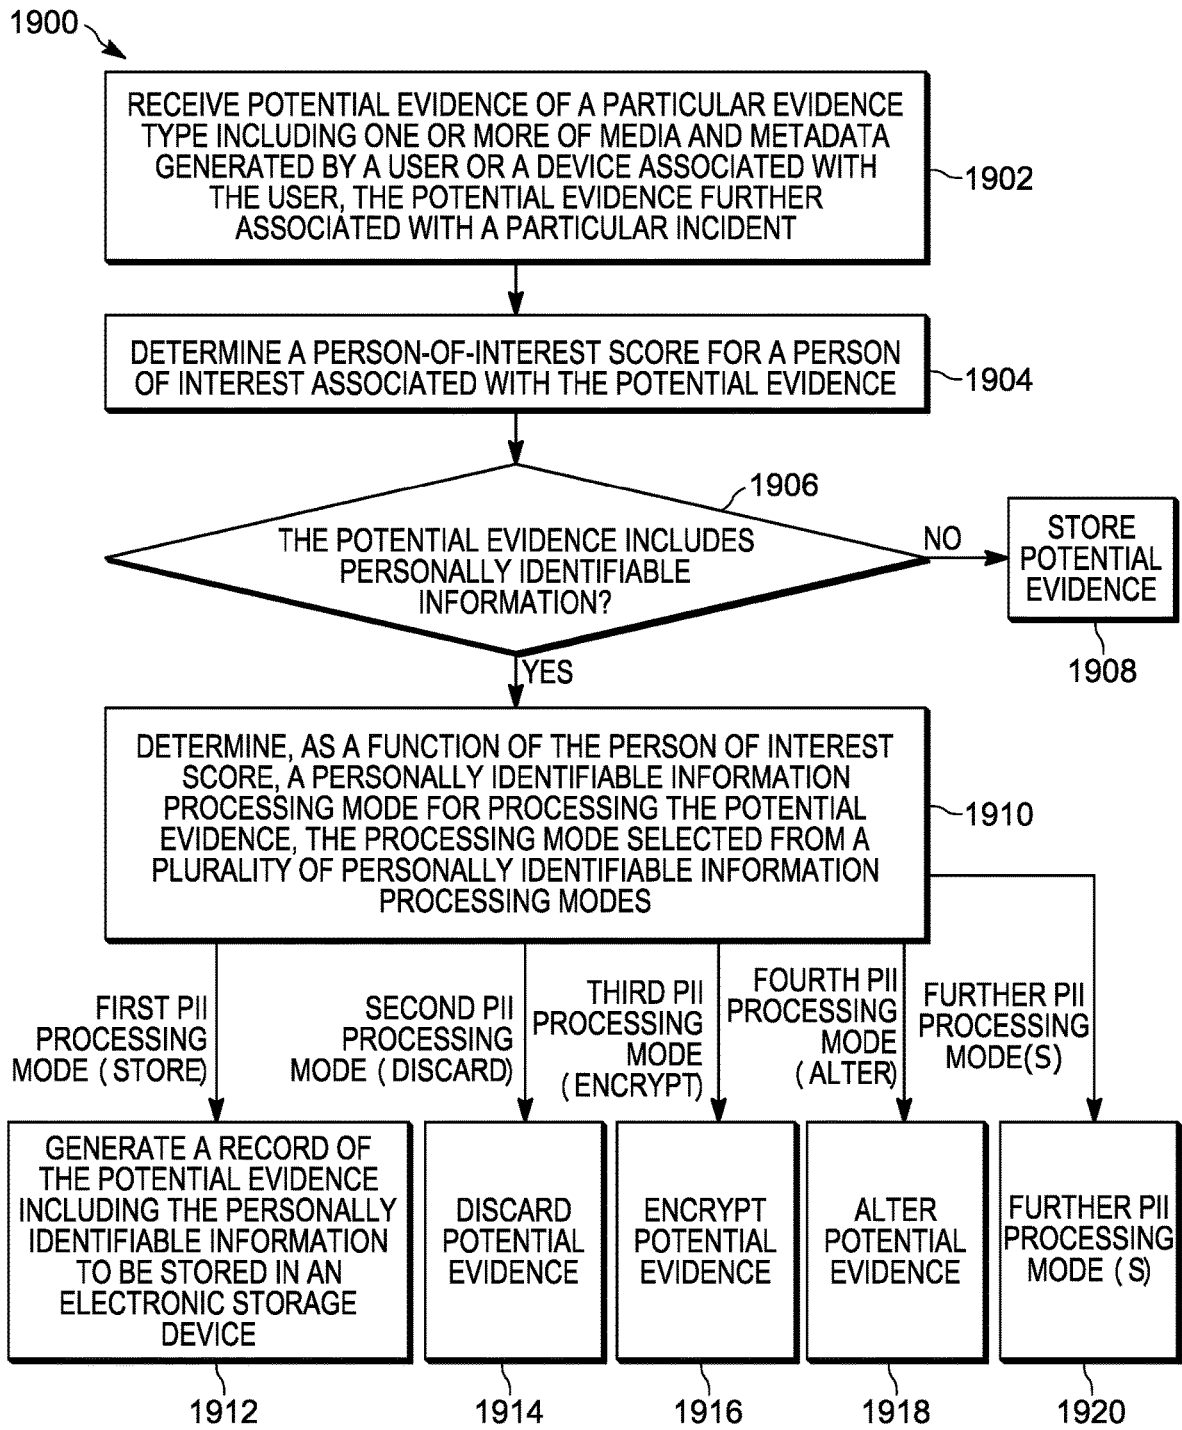 1900
RECEIVE POTENTIAL EVIDENCE OF A PARTICULAR EVIDENCE
TYPE INCLUDING ONE OR MORE OF MEDIA AND METADATA
GENERATED BY A USER OR A DEVICE ASSOCIATED WITH
THE USER, THE POTENTIAL EVIDENCE FURTHER
ASSOCIATED WITH A PARTICULAR INCIDENT
1902
DETERMINE A PERSON-OF-INTEREST SCORE FOR A PERSON
OF INTEREST ASSOCIATED WITH THE POTENTIAL EVIDENCE
1904
1906
THE POTENTIAL EVIDENCE INCLUDES
PERSONALLY IDENTIFIABLE
INFORMATION?
NO
STORE
POTENTIAL
EVIDENCE
1908
YES
DETERMINE, AS A FUNCTION OF THE PERSON OF INTEREST
SCORE, A PERSONALLY IDENTIFIABLE INFORMATION
PROCESSING MODE FOR PROCESSING THE POTENTIAL
EVIDENCE, THE PROCESSING MODE SELECTED FROM A
PLURALITY OF PERSONALLY IDENTIFIABLE INFORMATION
PROCESSING MODES
1910
FIRST PII
PROCESSING
MODE (STORE)
SECOND PII
PROCESSING
MODE (DISCARD)
THIRD PII
PROCESSING
MODE
(ENCRYPT)
FOURTH PII
PROCESSING
MODE
(ALTER)
FURTHER PII
PROCESSING
MODE(S)
GENERATE A RECORD OF
THE POTENTIAL EVIDENCE
INCLUDING THE PERSONALLY
IDENTIFIABLE INFORMATION
TO BE STORED IN AN
ELECTRONIC STORAGE
DEVICE
1912
DISCARD
POTENTIAL
EVIDENCE
1914
ENCRYPT
POTENTIAL
EVIDENCE
1916
ALTER
POTENTIAL
EVIDENCE
1918
FURTHER PII
PROCESSING
MODE (S)
1920